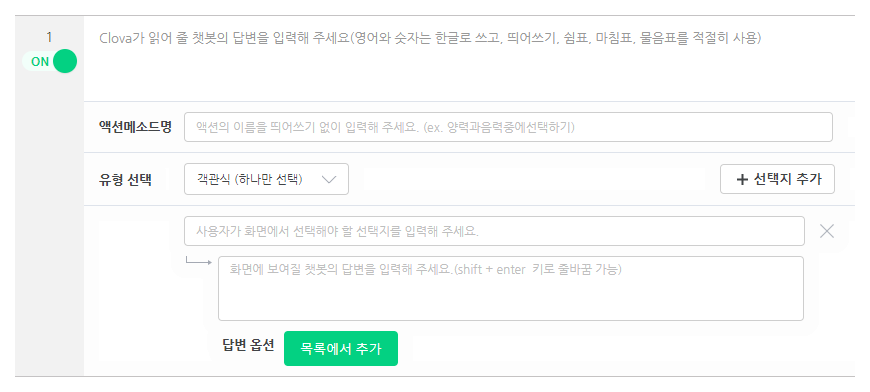 1
Clova가 읽어 줄 챗봇의 답변을 입력해 주세요(영어와 숫자는 한글로 쓰고, 띄어쓰기, 쉼표, 마침표, 물음표를 적절히 사용)
ON
액션메소드명
액션의 이름을 띄어쓰기 없이 입력해 주세요. (ex. 양력과음력중에선택하기)
유형 선택
객관식 (하나만 선택)
+ 선택지 추가
사용자가 화면에서 선택해야 할 선택지를 입력해 주세요.
화면에 보여질 챗봇의 답변을 입력해 주세요.(shift + enter 키로 줄바꿈 가능)
답변 옵션
목록에서 추가